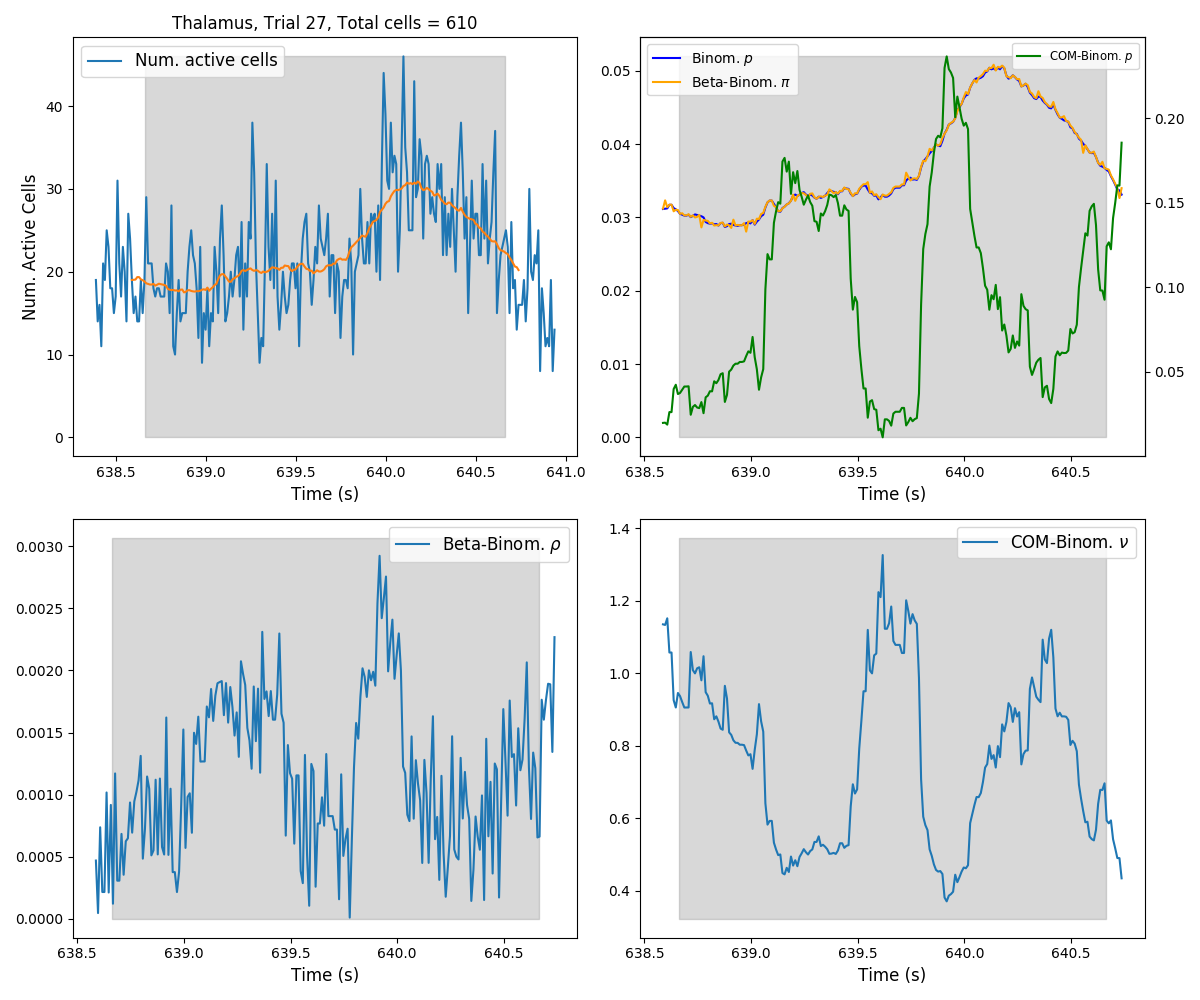 Thalamus, Trial 27, Total cells = 610
Num. active cells
Num. Active Cells
40
30
20
10
0
638.5 639.0 639.5 640.0 640.5 641.0
Time (s)
Binom. p
Beta-Binom. π
COM-Binom. p
0.05
0.04
0.03
0.02
0.01
0.00
0.20
0.15
0.10
0.05
638.5 639.0 639.5 640.0 640.5
Time (s)
Beta-Binom. ρ
0.0030
0.0025
0.0020
0.0015
0.0010
0.0005
0.0000
638.5 639.0 639.5 640.0 640.5
Time (s)
COM-Binom. ν
1.4
1.2
1.0
0.8
0.6
0.4
638.5 639.0 639.5 640.0 640.5
Time (s)